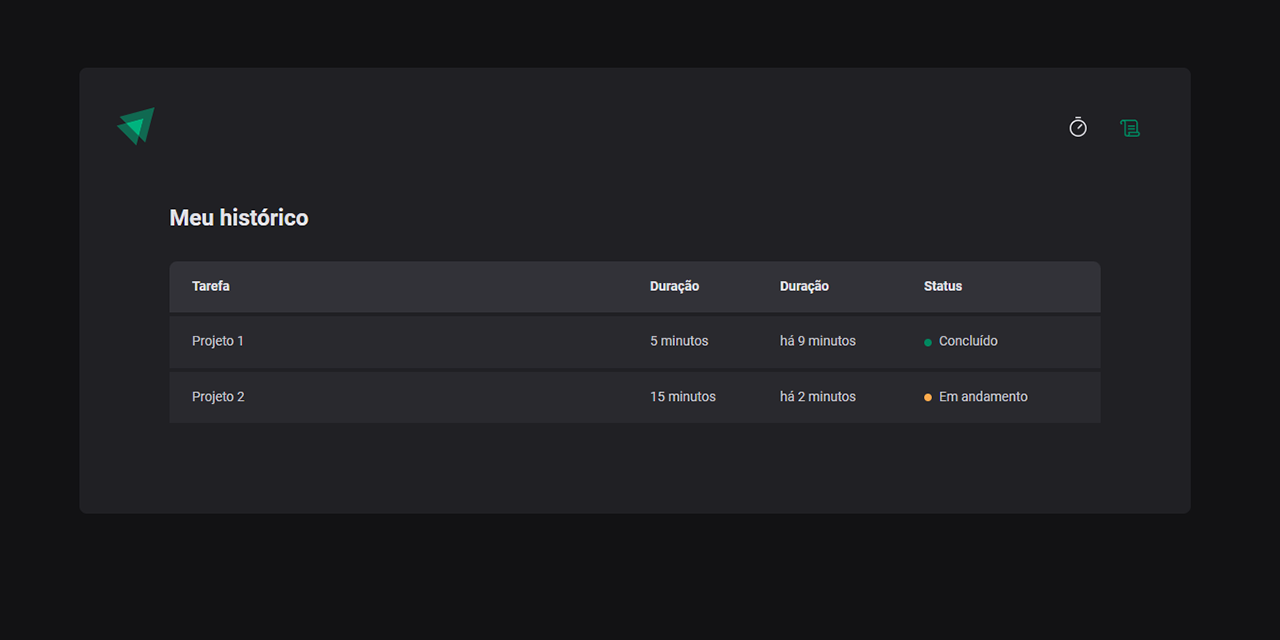 Meu histórico
Tarefa Duração Duração Status
Projeto 1 5 minutos há 9 minutos Concluído
Projeto 2 15 minutos há 2 minutos Em andamento